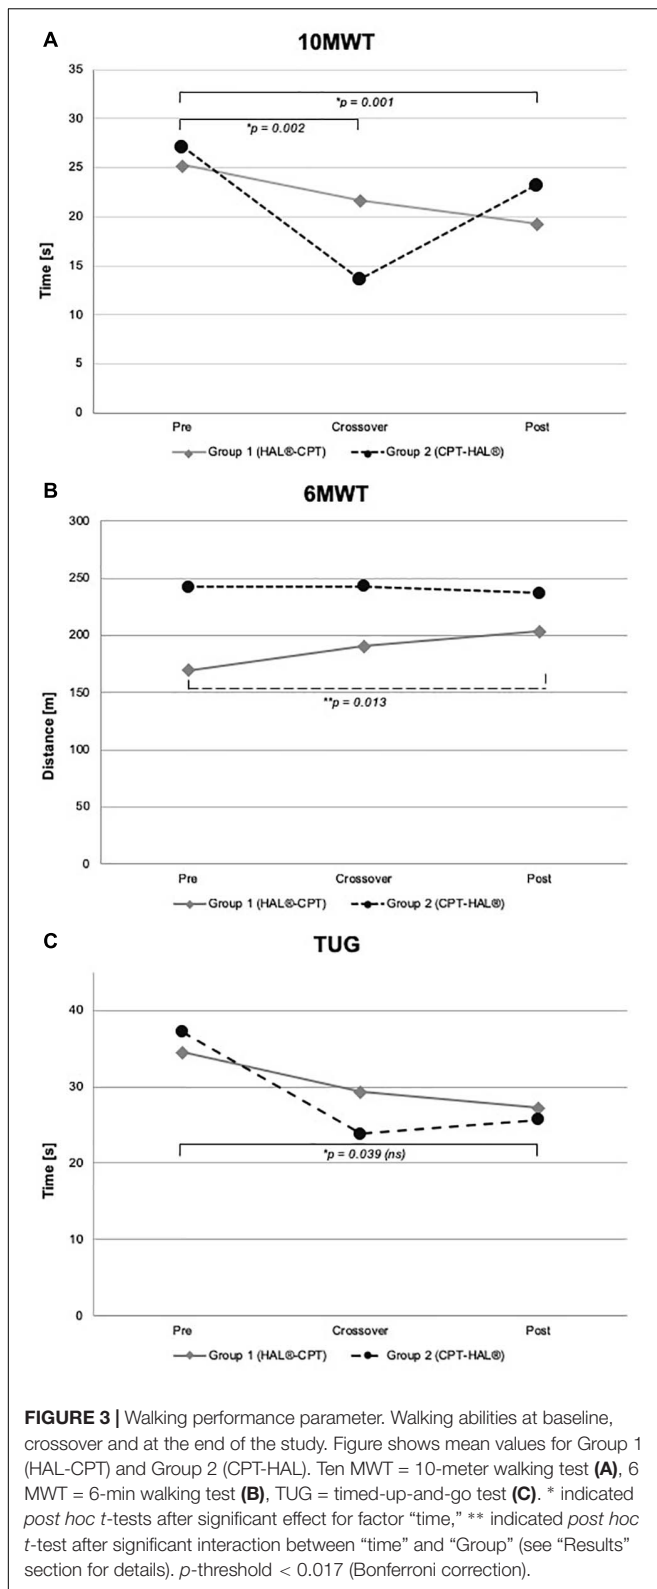 A
10MWT
35
30
25
20
15
10
5
0
Time [s]
*p = 0.001
*p = 0.002
Pre Crossover Post
Group 1 (HAL®-CPT) Group 2 (CPT-HAL®)
B
6MWT
300
250
200
150
100
50
0
Distance [m]
**p = 0.013
Pre Crossover Post
Group 1 (HAL®-CPT) Group 2 (CPT-HAL®)
C
TUG
40
30
20
10
0
Time [s]
*p = 0.039 (ns)
Pre Crossover Post
Group 1 (HAL®-CPT) Group 2 (CPT-HAL®)
FIGURE 3 | Walking performance parameter. Walking abilities at baseline,
crossover and at the end of the study. Figure shows mean values for Group 1
(HAL-CPT) and Group 2 (CPT-HAL). Ten MWT = 10-meter walking test (A), 6
MWT = 6-min walking test (B), TUG = timed-up-and-go test (C). * indicated
post hoc t-tests after significant effect for factor “time,” ** indicated post hoc
t-test after significant interaction between “time” and “Group” (see “Results”
section for details). p-threshold < 0.017 (Bonferroni correction).